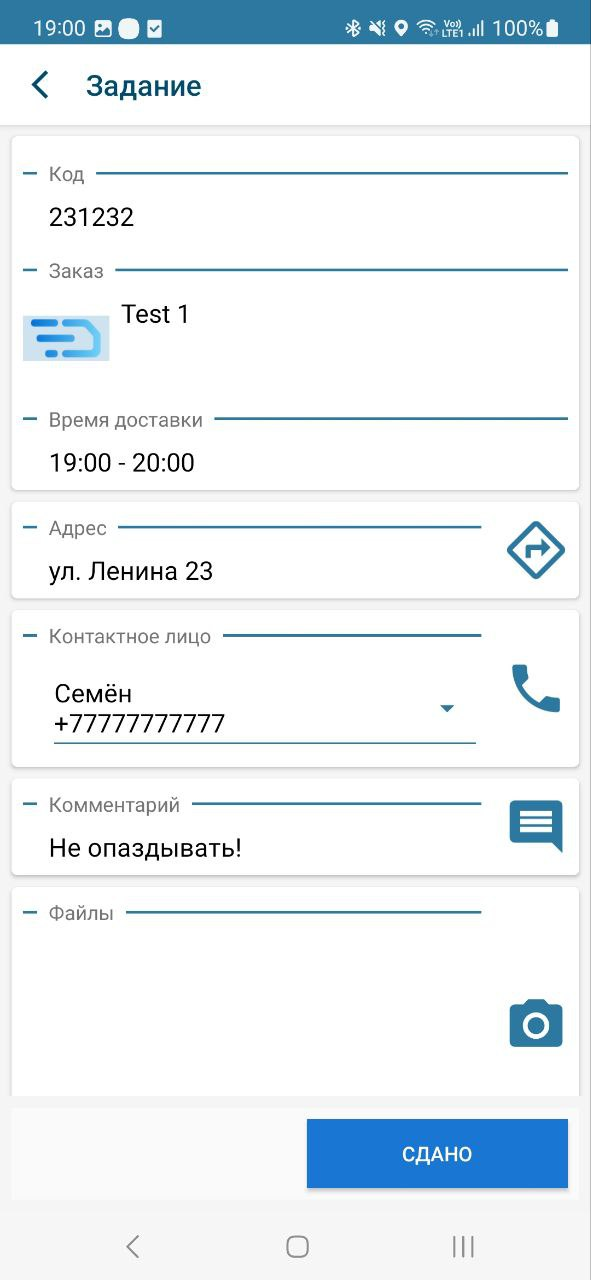 19:00 Vo)) LTE1 100%
Задание
Код
231232
Заказ
Test 1
Время доставки
19:00 - 20:00
Адрес
ул. Ленина 23
Контактное лицо
Семён
+77777777777
Комментарий
Не опаздывать!
Файлы
СДАНО